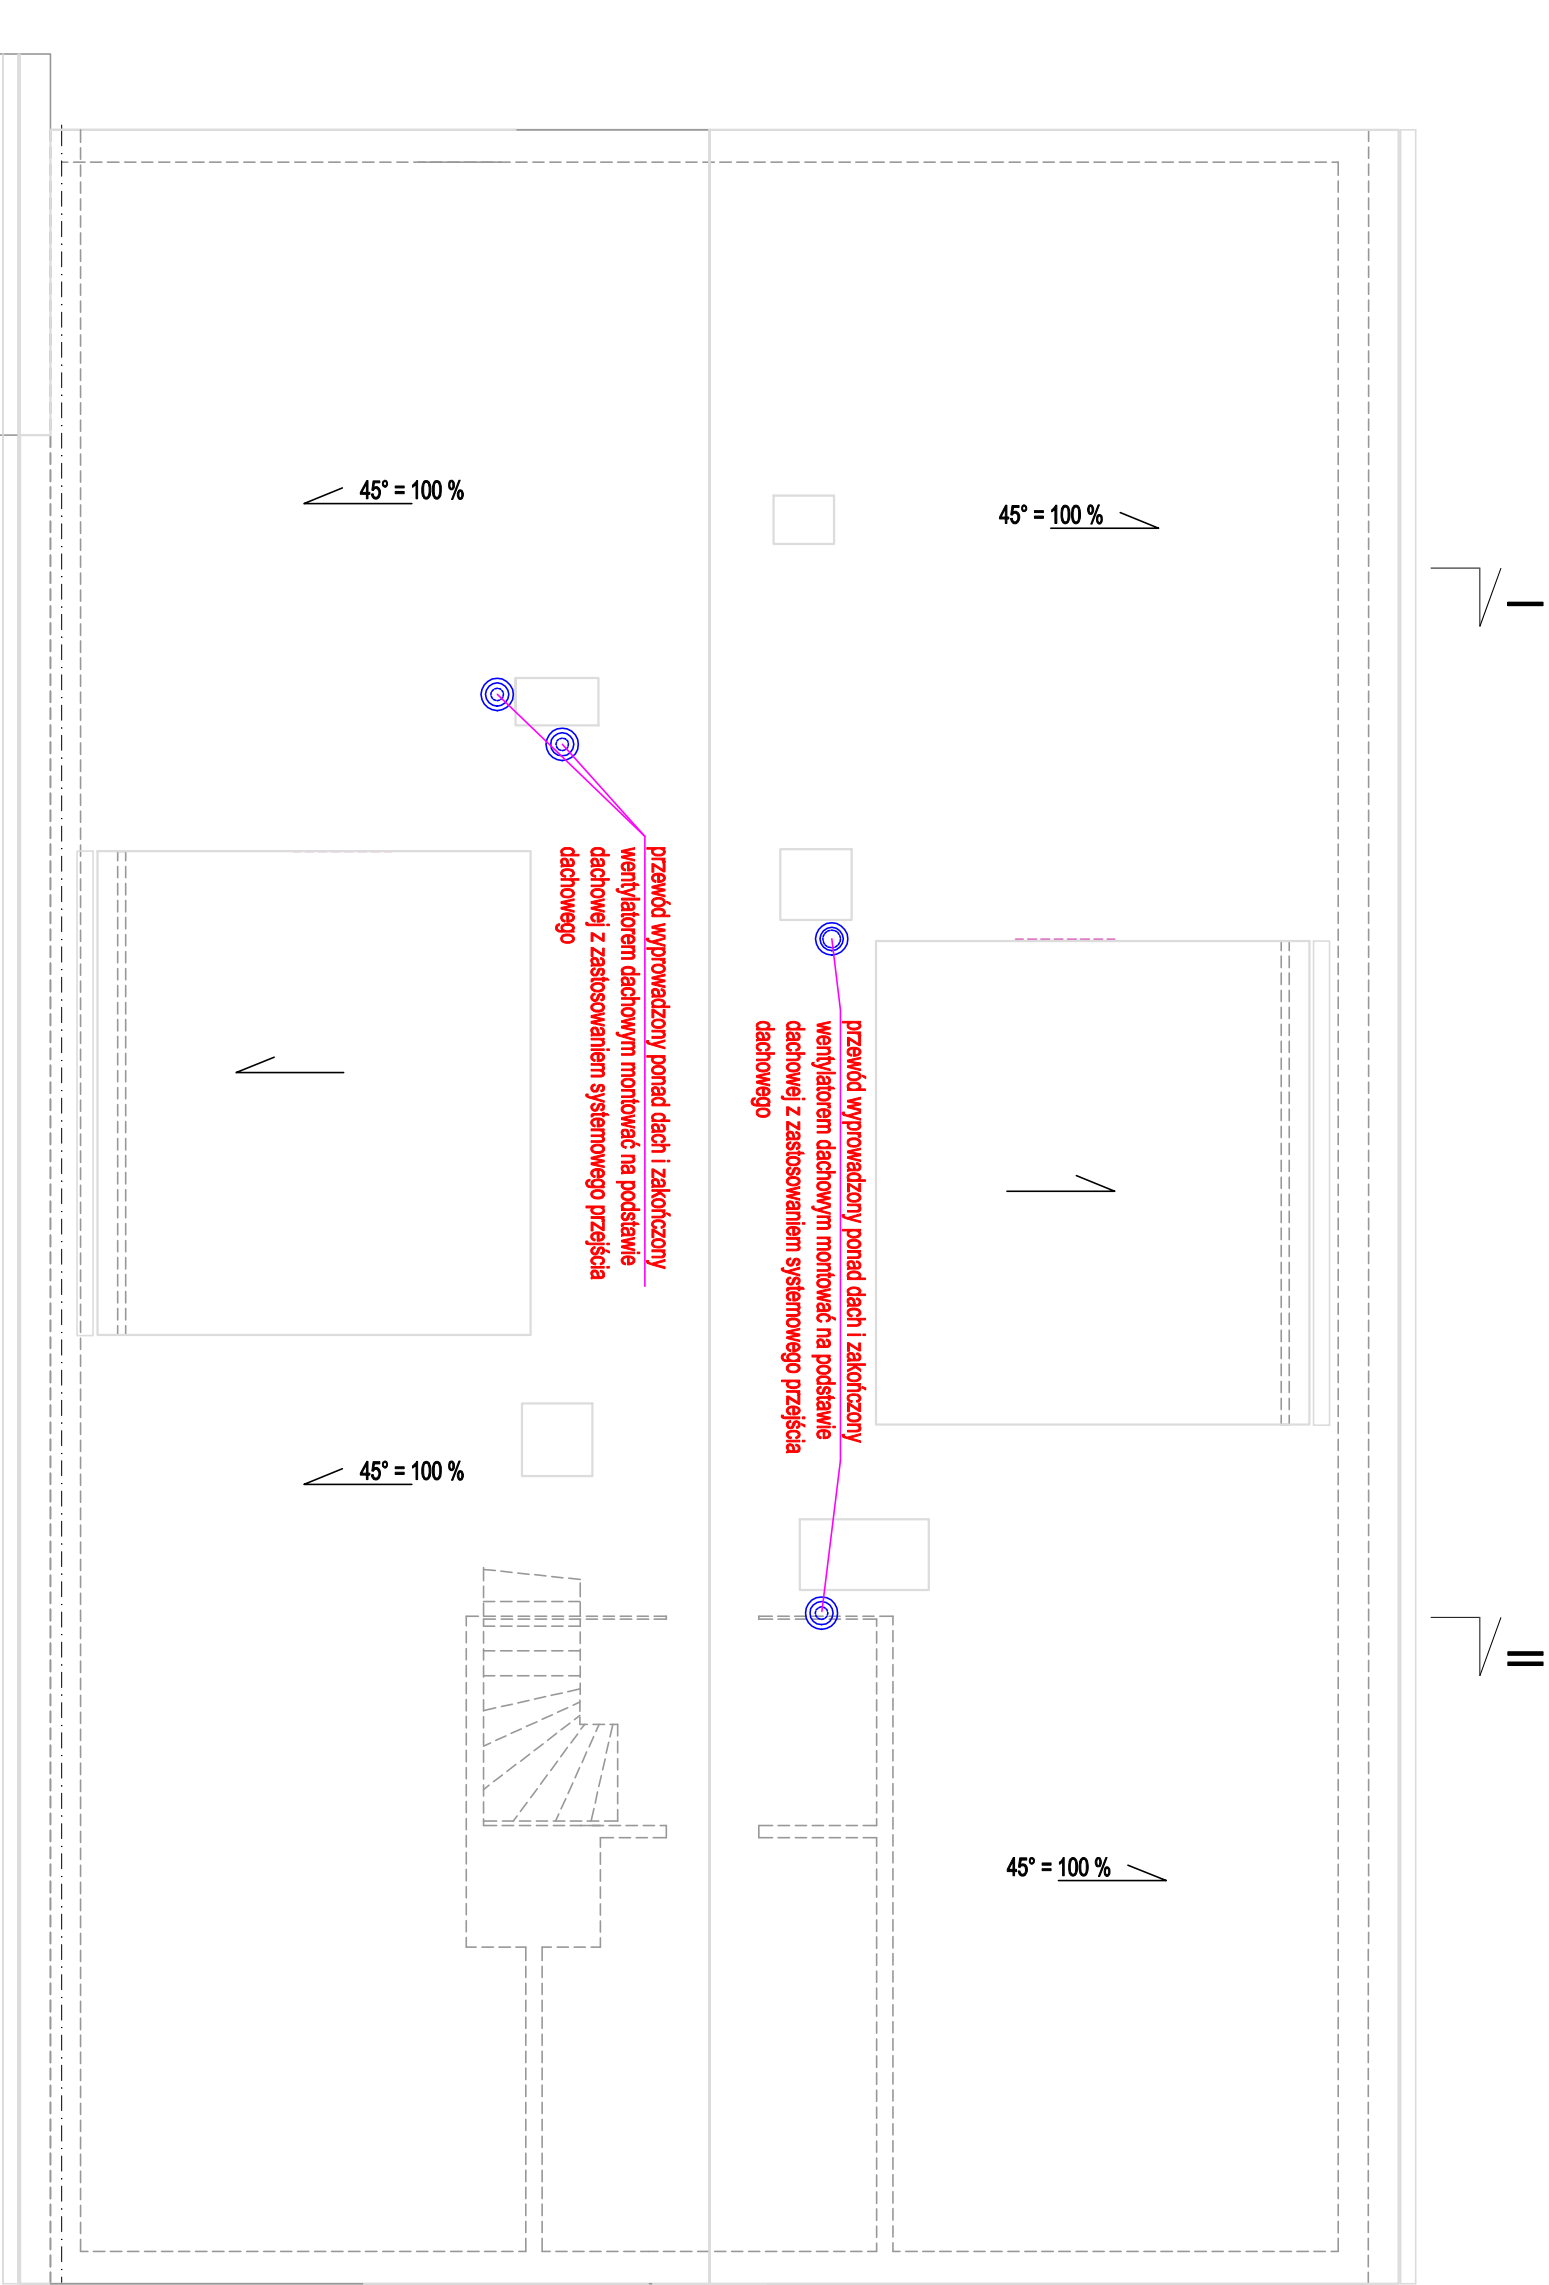 45° = 100 %
45° = 100 %
I
przewód wyprowadzony ponad dach i zakończony
wentylatorem dachowym montować na podstawie
dachowej z zastosowaniem systemowego przejścia
dachowego
przewód wyprowadzony ponad dach i zakończony
wentylatorem dachowym montować na podstawie
dachowej z zastosowaniem systemowego przejścia
dachowego
45° = 100 %
II
45° = 100 %